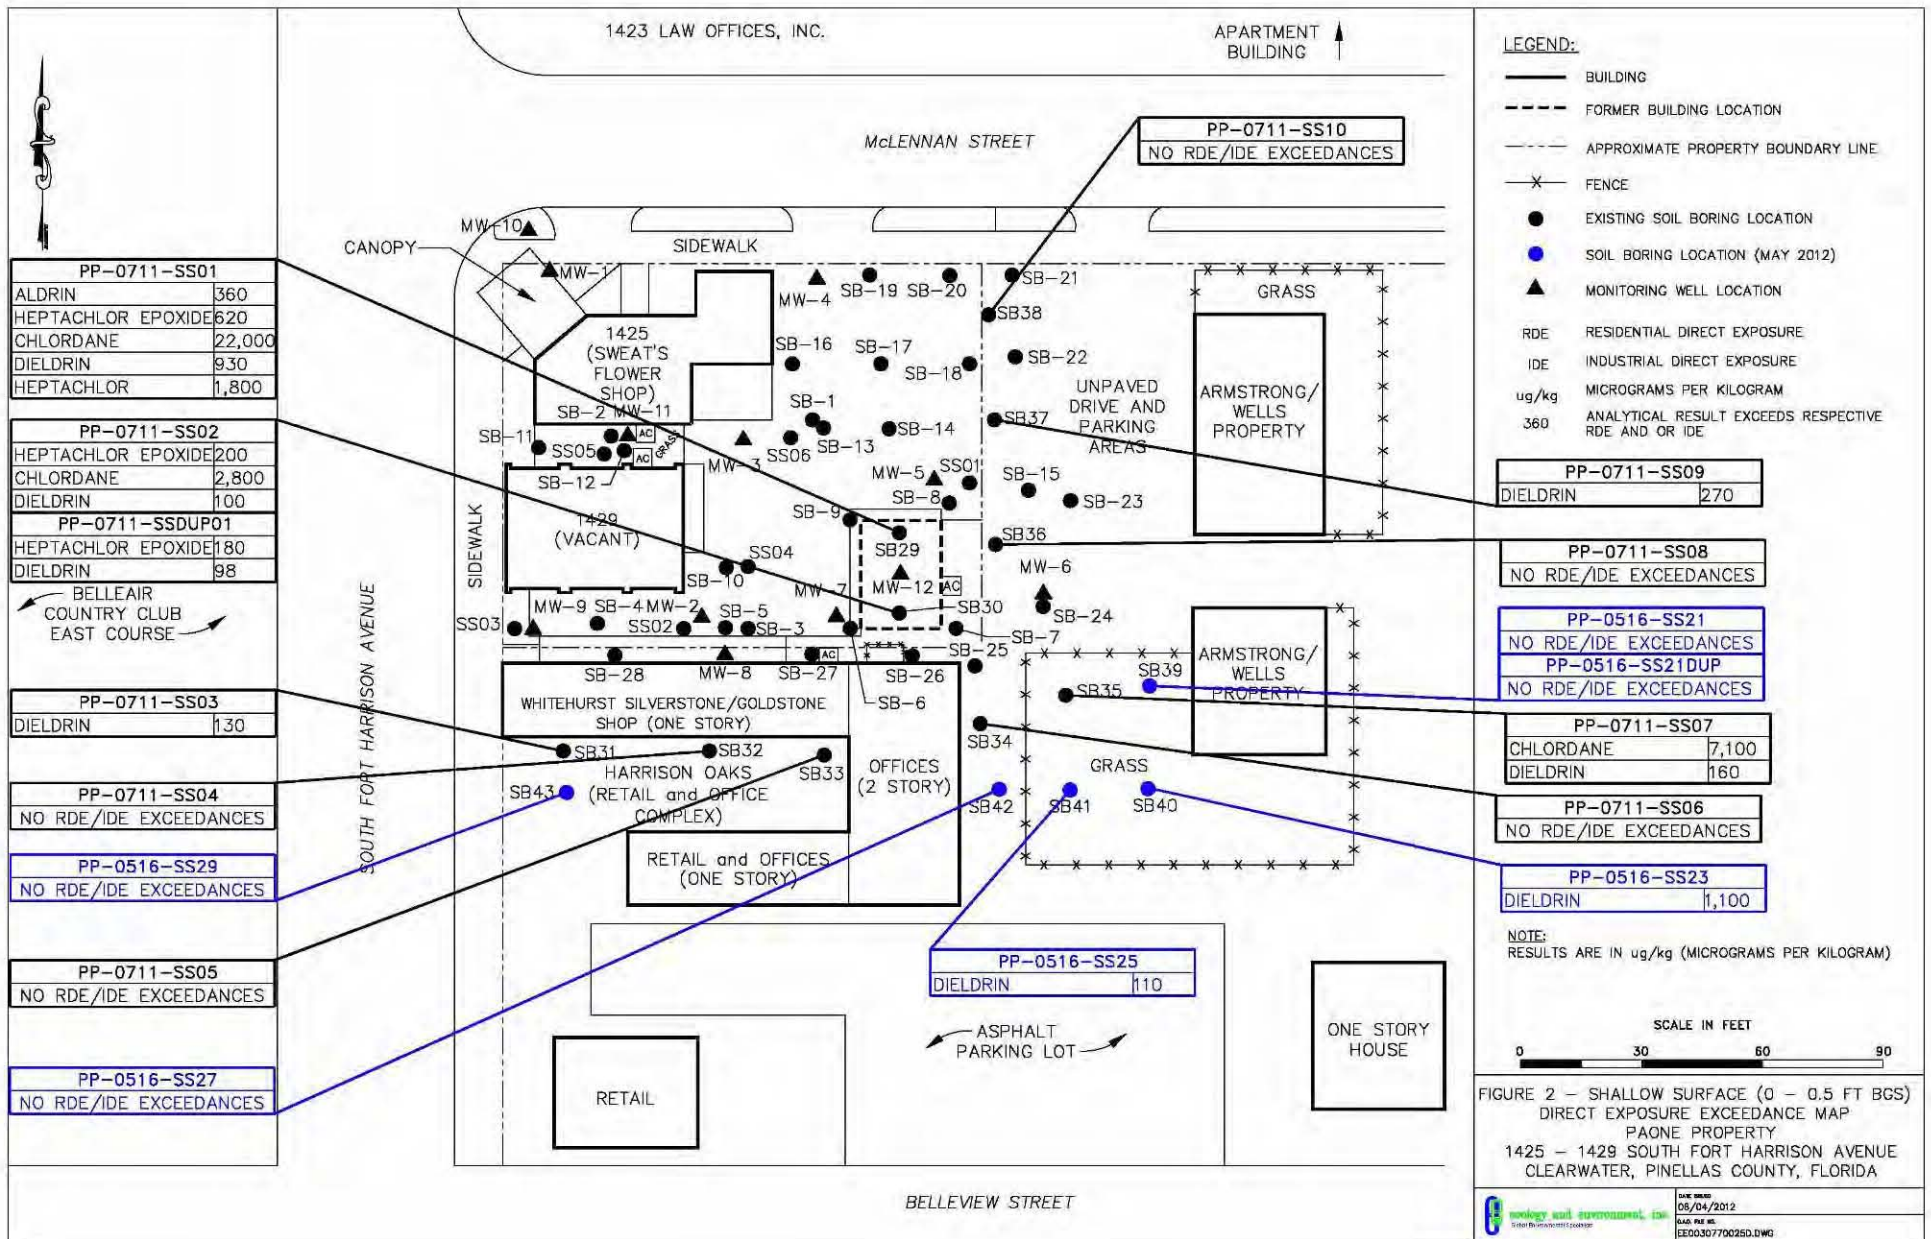 1423 LAW OFFICES, INC.
APARTMENT
BUILDING
McLENNAN STREET
PP-0711-SS10
NO RDE/IDE EXCEEDANCES
PP-0711-SS01
ALDRIN 360
HEPTACHLOR EPOXIDE 620
CHLORDANE 22,000
DIELDRIN 930
HEPTACHLOR 1,800
PP-0711-SS02
HEPTACHLOR EPOXIDE 200
CHLORDANE 2,800
DIELDRIN 100
PP-0711-SSDUP01
HEPTACHLOR EPOXIDE 180
DIELDRIN 98
BELLEAIR
COUNTRY CLUB
EAST COURSE
PP-0711-SS03
DIELDRIN 130
PP-0711-SS04
NO RDE/IDE EXCEEDANCES
PP-0516-SS29
NO RDE/IDE EXCEEDANCES
PP-0711-SS05
NO RDE/IDE EXCEEDANCES
PP-0516-SS27
NO RDE/IDE EXCEEDANCES
SOUTH FORT HARRISON AVENUE
SIDEWALK
MW-10
CANOPY
SIDEWALK
MW-1
MW-4
SB-19
SB-20
SB-21
SB38
1425
(SWEAT'S
FLOWER
SHOP)
SB-16
SB-17
SB-18
SB-22
SB-2
MW-11
SB-1
SB37
UNPAVED
DRIVE AND
PARKING
AREAS
SB-11
SS05
AC
AC
GRASS
SB-12
MW-3
SS06
SB-13
SB-14
MW-5
SS01
SB-15
SB-8
SB-23
SB-9
1429
(VACANT)
SB29
SB36
SS04
SB-10
MW-7
MW-12
AC
MW-6
SB30
SB-24
MW-9
SB-4
MW-2
SB-5
SS03
SS02
SB-3
SB-7
SB-25
SB-28
MW-8
SB-27
AC
SB-26
SB-6
GRASS
ARMSTRONG/
WELLS
PROPERTY
ARMSTRONG/
WELLS
PROPERTY
SB39
SB35
SB34
WHITEHURST SILVERSTONE/GOLDSTONE
SHOP (ONE STORY)
SB31
SB32
SB33
SB43
HARRISON OAKS
(RETAIL and OFFICE
COMPLEX)
OFFICES
(2 STORY)
GRASS
SB42
SB41
SB40
RETAIL and OFFICES
(ONE STORY)
PP-0516-SS25
DIELDRIN 110
ASPHALT
PARKING LOT
RETAIL
ONE STORY
HOUSE
BELLEVIEW STREET
LEGEND:
BUILDING
FORMER BUILDING LOCATION
APPROXIMATE PROPERTY BOUNDARY LINE
FENCE
EXISTING SOIL BORING LOCATION
SOIL BORING LOCATION (MAY 2012)
MONITORING WELL LOCATION
RDE RESIDENTIAL DIRECT EXPOSURE
IDE INDUSTRIAL DIRECT EXPOSURE
ug/kg MICROGRAMS PER KILOGRAM
360 ANALYTICAL RESULT EXCEEDS RESPECTIVE
RDE AND OR IDE
PP-0711-SS09
DIELDRIN 270
PP-0711-SS08
NO RDE/IDE EXCEEDANCES
PP-0516-SS21
NO RDE/IDE EXCEEDANCES
PP-0516-SS21DUP
NO RDE/IDE EXCEEDANCES
PP-0711-SS07
CHLORDANE 7,100
DIELDRIN 160
PP-0711-SS06
NO RDE/IDE EXCEEDANCES
PP-0516-SS23
DIELDRIN 1,100
NOTE:
RESULTS ARE IN ug/kg (MICROGRAMS PER KILOGRAM)
SCALE IN FEET
0 30 60 90
FIGURE 2 - SHALLOW SURFACE (0 - 0.5 FT BGS)
DIRECT EXPOSURE EXCEEDANCE MAP
PAONE PROPERTY
1425 - 1429 SOUTH FORT HARRISON AVENUE
CLEARWATER, PINELLAS COUNTY, FLORIDA
ecology and environment, inc.
DATE ISSUED
06/04/2012
CAD. FILE NO.
EE003077002S0.DWG